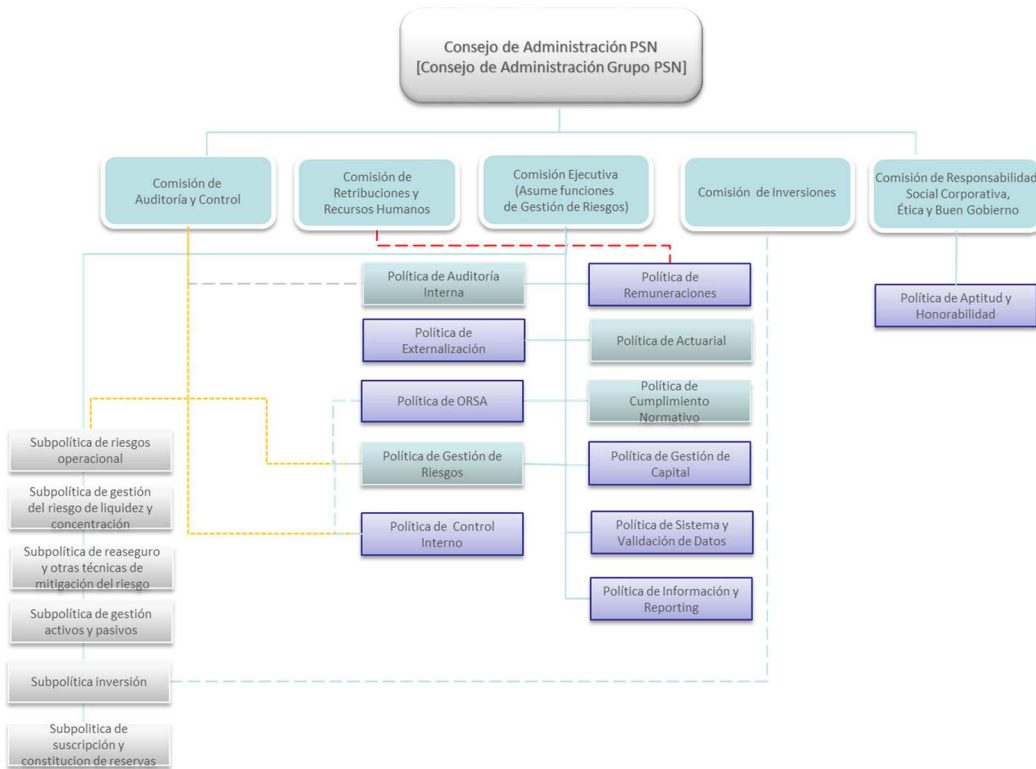 Consejo de Administración PSN
[Consejo de Administración Grupo PSN]
Comisión de
Auditoría y Control
Comisión de
Retribuciones y
Recursos Humanos
Comisión Ejecutiva
(Asume funciones
de Gestión de Riesgos)
Comisión de Inversiones
Comisión de Responsabilidad
Social Corporativa,
Ética y Buen Gobierno
Política de Auditoría
Interna
Política de
Remuneraciones
Política de Aptitud y
Honorabilidad
Política de
Externalización
Política de Actuarial
Política de ORSA
Política de
Cumplimiento
Normativo
Política de Gestión de
Riesgos
Política de Gestión de
Capital
Política de Control
Interno
Política de Sistema y
Validación de Datos
Política de Información y
Reporting
Subpolítica de riesgos
operacional
Subpolítica de gestión
del riesgo de liquidez y
concentración
Subpolítica de reaseguro
y otras técnicas de
mitigación del riesgo
Subpolítica de gestión
activos y pasivos
Subpolítica inversión
Subpolitica de
suscripción y
constitucion de reservas